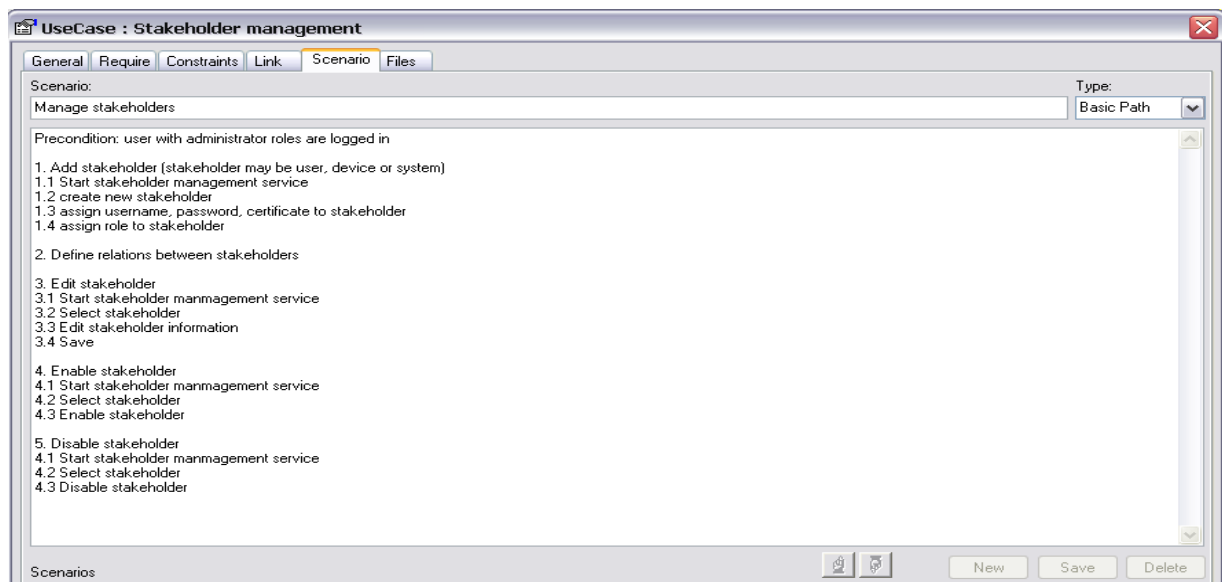 UseCase : Stakeholder management
General Require Constraints Link Scenario Files
Scenario: Type:
Manage stakeholders Basic Path
Precondition: user with administrator roles are logged in
1. Add stakeholder (stakeholder may be user, device or system)
1.1 Start stakeholder management service
1.2 create new stakeholder
1.3 assign username, password, certificate to stakeholder
1.4 assign role to stakeholder
2. Define relations between stakeholders
3. Edit stakeholder
3.1 Start stakeholder manmagement service
3.2 Select stakeholder
3.3 Edit stakeholder information
3.4 Save
4. Enable stakeholder
4.1 Start stakeholder manmagement service
4.2 Select stakeholder
4.3 Enable stakeholder
5. Disable stakeholder
4.1 Start stakeholder manmagement service
4.2 Select stakeholder
4.3 Disable stakeholder
Scenarios New Save Delete